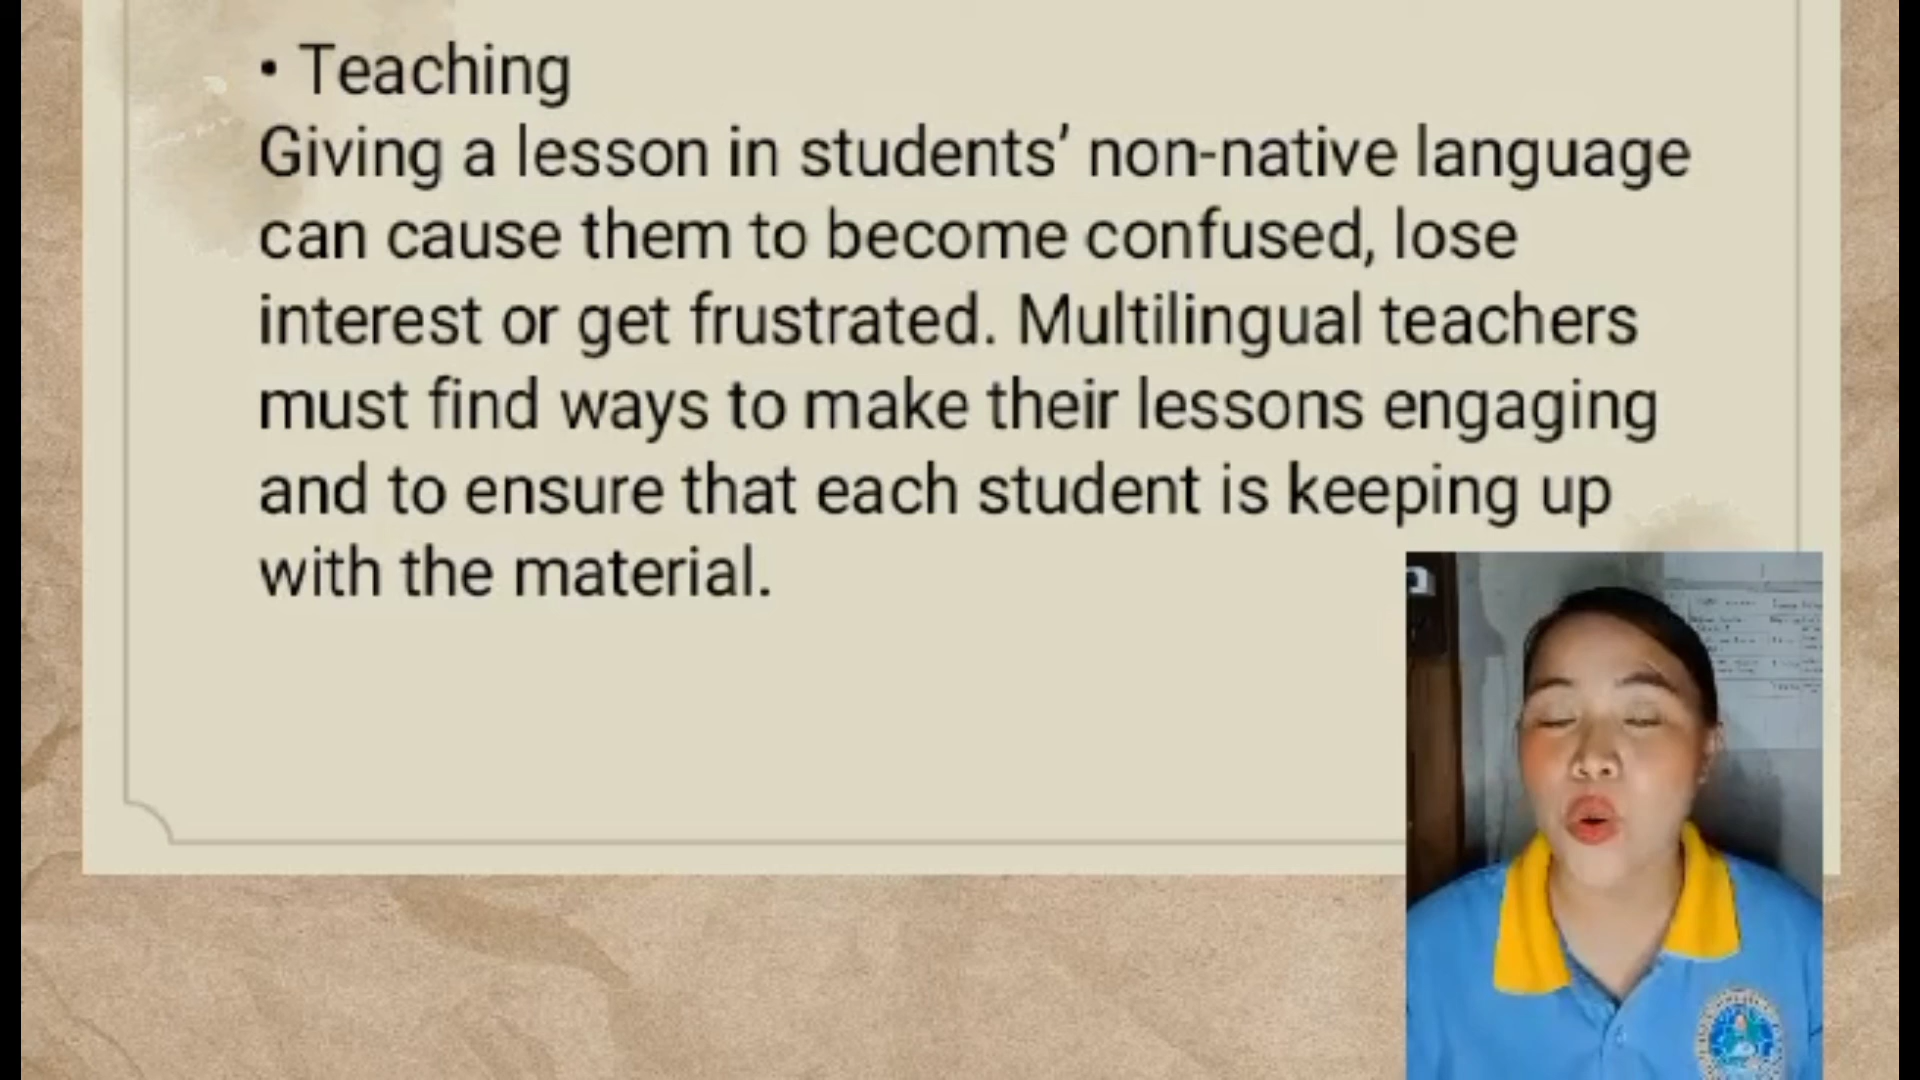 • Teaching
Giving a lesson in students’ non-native language
can cause them to become confused, lose
interest or get frustrated. Multilingual teachers
must find ways to make their lessons engaging
and to ensure that each student is keeping up
with the material.